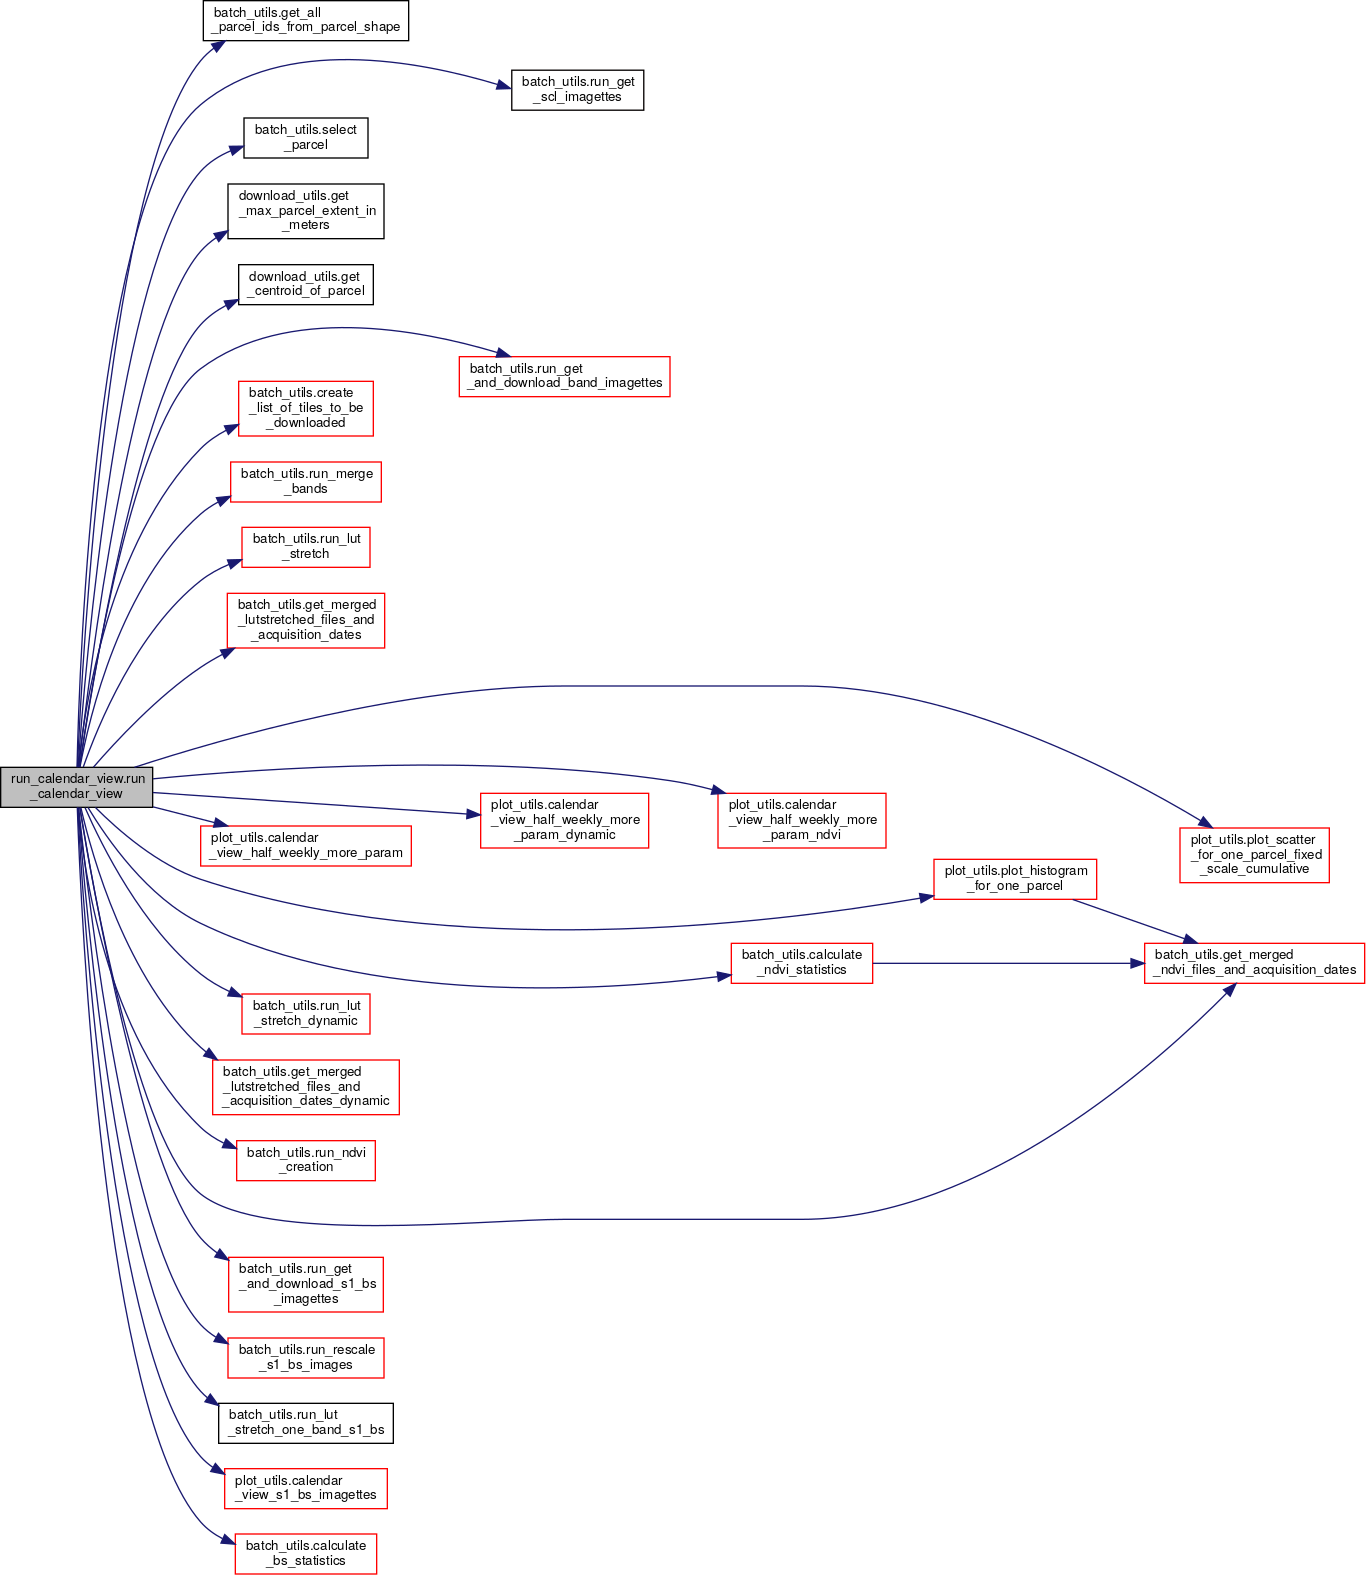 batch_utils.get_all
_parcel_ids_from_parcel_shape
batch_utils.run_get
_scl_imagettes
batch_utils.select
_parcel
download_utils.get
_max_parcel_extent_in
_meters
download_utils.get
_centroid_of_parcel
batch_utils.run_get
_and_download_band_imagettes
batch_utils.create
_list_of_tiles_to_be
_downloaded
batch_utils.run_merge
_bands
batch_utils.run_lut
_stretch
batch_utils.get_merged
_lutstretched_files_and
_acquisition_dates
run_calendar_view.run
_calendar_view
plot_utils.calendar
_view_half_weekly_more_param
plot_utils.calendar
_view_half_weekly_more
_param_dynamic
plot_utils.calendar
_view_half_weekly_more
_param_ndvi
plot_utils.plot_scatter
_for_one_parcel_fixed
_scale_cumulative
plot_utils.plot_histogram
_for_one_parcel
batch_utils.calculate
_ndvi_statistics
batch_utils.get_merged
_ndvi_files_and_acquisition_dates
batch_utils.run_lut
_stretch_dynamic
batch_utils.get_merged
_lutstretched_files_and
_acquisition_dates_dynamic
batch_utils.run_ndvi
_creation
batch_utils.run_get
_and_download_s1_bs
_imagettes
batch_utils.run_rescale
_s1_bs_images
batch_utils.run_lut
_stretch_one_band_s1_bs
plot_utils.calendar
_view_s1_bs_imagettes
batch_utils.calculate
_bs_statistics